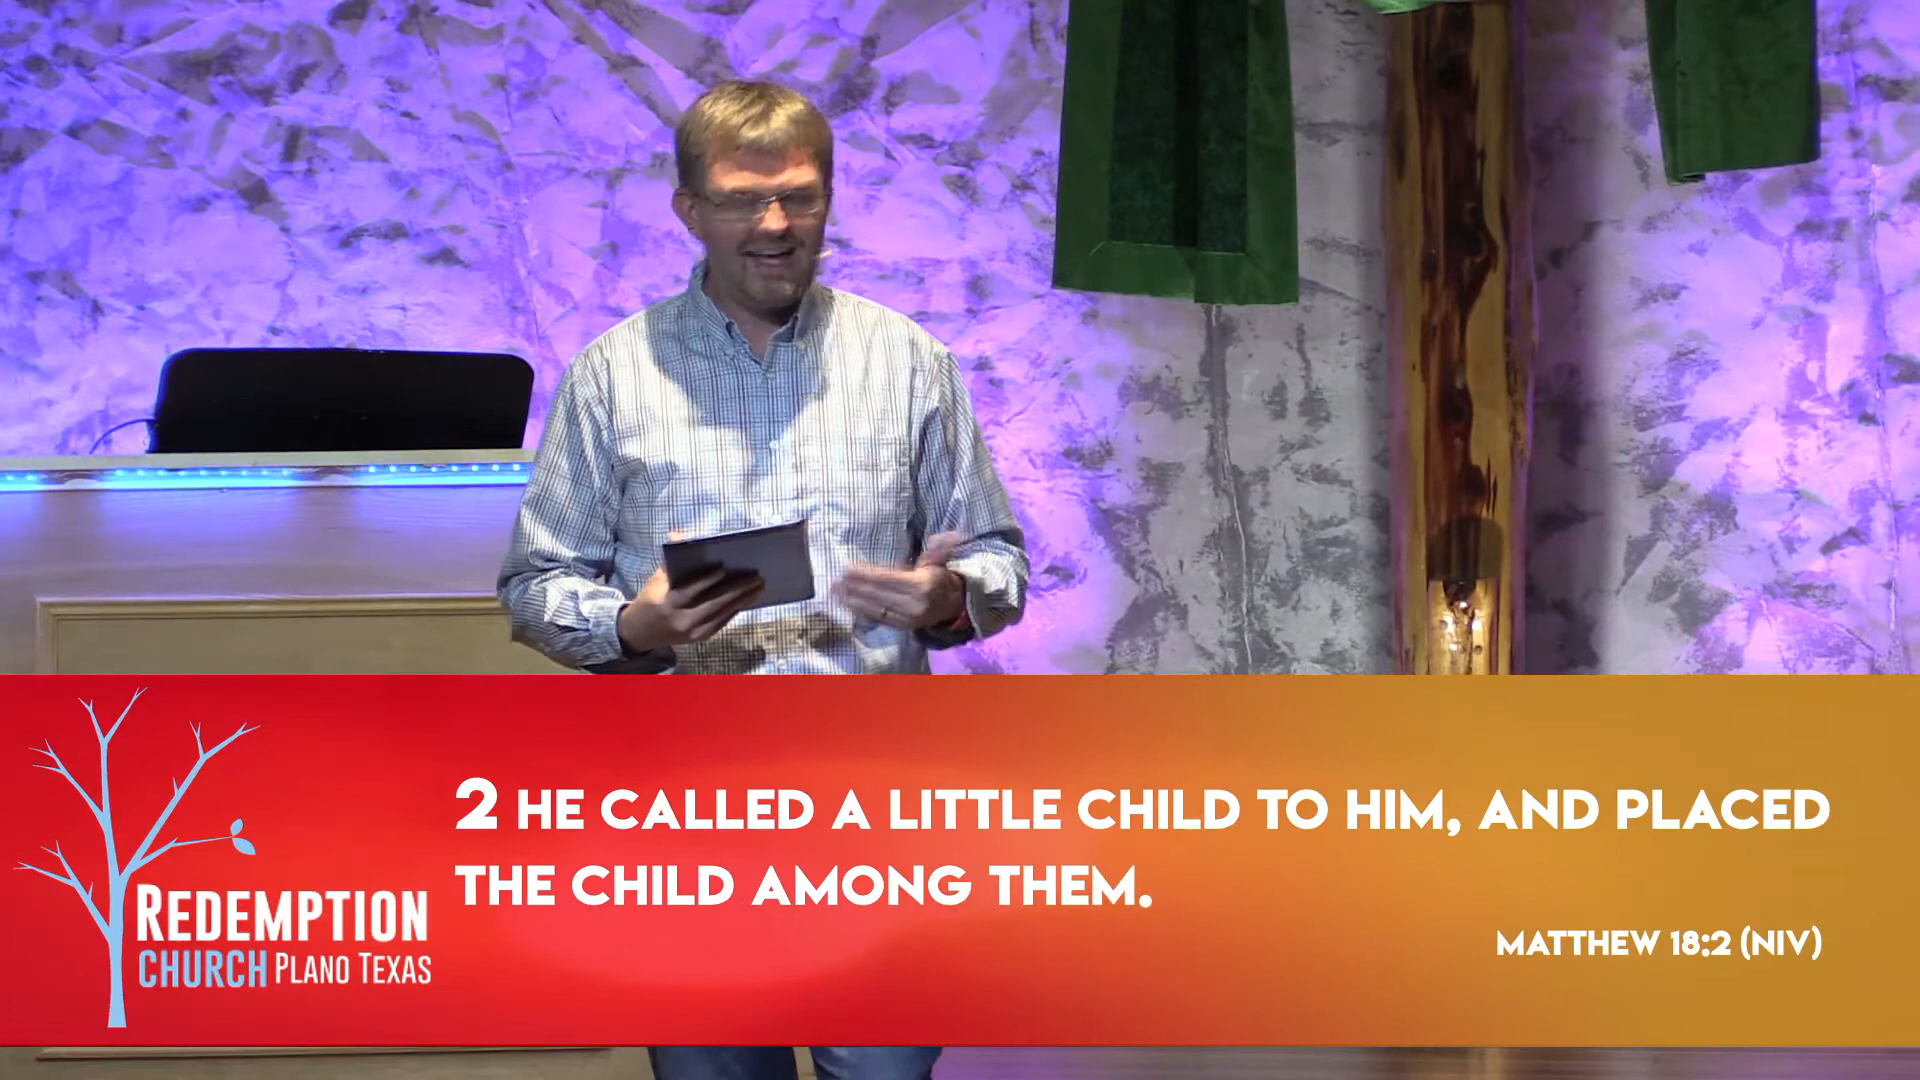 2 HE CALLED A LITTLE CHILD TO HIM, AND PLACED
THE CHILD AMONG THEM.
MATTHEW 18:2 (NIV)
REDEMPTION
CHURCH PLANO TEXAS